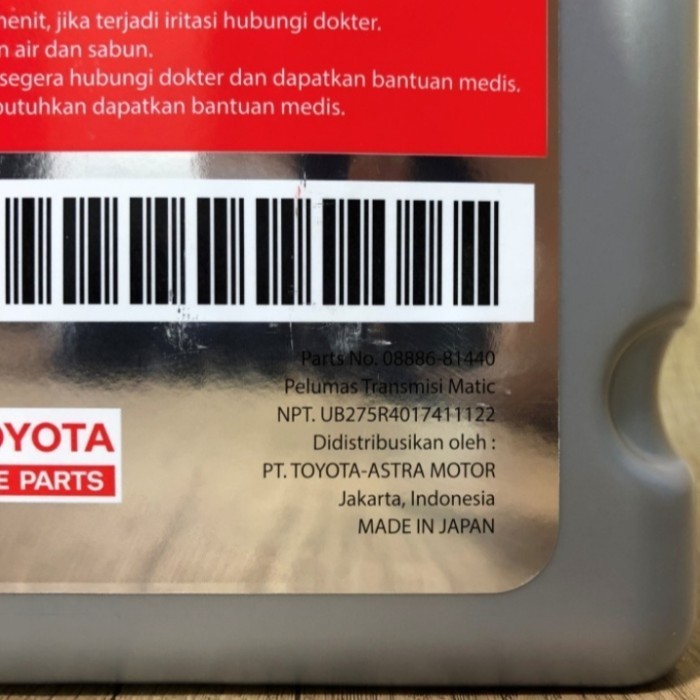 menit, jika terjadi iritasi hubungi dokter.
air dan sabun.
segera hubungi dokter dan dapatkan bantuan medis.
butuhkan dapatkan bantuan medis.
Parts No. 08886-81440
Pelumas Transmisi Matic
NPT. UB275R4017411122
Didistribusikan oleh :
PT. TOYOTA-ASTRA MOTOR
Jakarta, Indonesia
MADE IN JAPAN
OYOTA
E PARTS